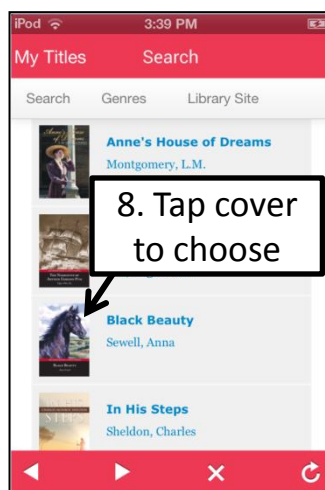 iPod 3:39 PM
My Titles Search
Search Genres Library Site
Anne's House of Dreams
Montgomery, L.M.
8. Tap cover
to choose
Black Beauty
Sewell, Anna
In His Steps
Sheldon, Charles